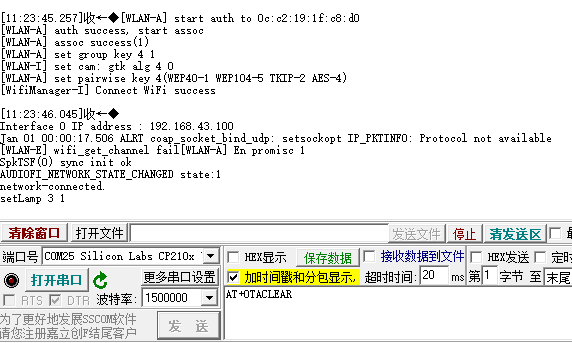 [11:23:45.257]收←◆[WLAN-A] start auth to 0c:c2:19:1f:c8:d0
[WLAN-A] auth success, start assoc
[WLAN-A] assoc success(1)
[WLAN-A] set group key 4 1
[WLAN-I] set cam: gtk alg 4 0
[WLAN-A] set pairwise key 4(WEP40-1 WEP104-5 TKIP-2 AES-4)
[WifiManager-I] Connect WiFi success
[11:23:46.045]收←◆
Interface 0 IP address : 192.168.43.100
Jan 01 00:00:17.506 ALRT coap_socket_bind_udp: setsockopt IP_PKTINFO: Protocol not available
[WLAN-E] wifi_get_channel fail[WLAN-A] En promisc 1
SpkTSF(0) sync init ok
AUDIOFI_NETWORK_STATE_CHANGED state:1
network-connected.
setLamp 3 1
清除窗口 打开文件 发送文件 停止 清发送区
端口号 COM25 Silicon Labs CP210x HEX显示 保存数据 接收数据到文件 HEX发送 定时
打开串口 更多串口设置 加时间戳和分包显示, 超时时间: 20 ms 第 1 字节 至 末尾
RTS DTR 波特率: 1500000 AT+OTACLEAR
为了更好地发展SSCOM软件
请您注册嘉立创F结尾客户 发 送